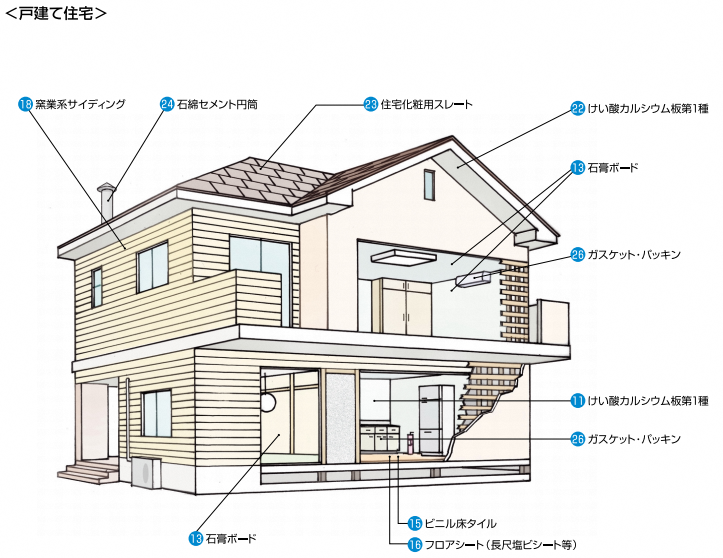 ＜戸建て住宅＞
18 窯業系サイディング
24 石綿セメント円筒
23 住宅化粧用スレート
22 けい酸カルシウム板第1種
13 石膏ボード
26 ガスケット・パッキン
11 けい酸カルシウム板第1種
26 ガスケット・パッキン
15 ビニル床タイル
13 石膏ボード
16 フロアシート（長尺塩ビシート等）